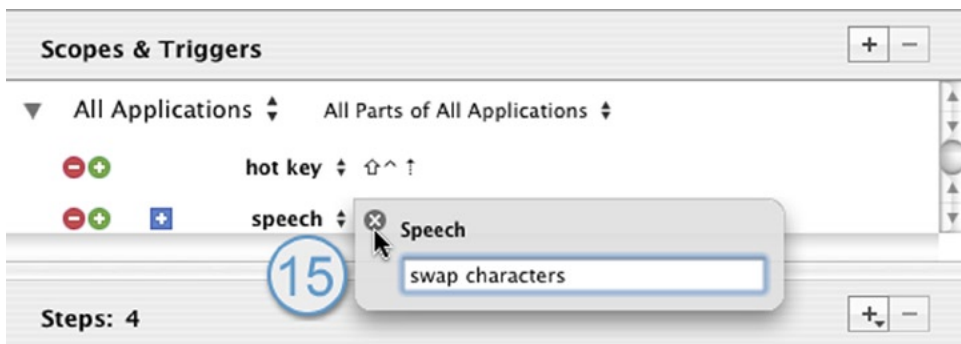 Scopes & Triggers
All Applications All Parts of All Applications
hot key ⇧^⇡
speech Speech
15 swap characters
Steps: 4